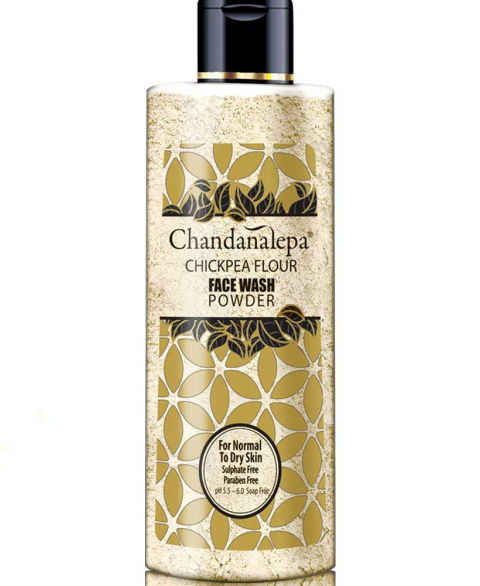 Chandanalepa®
CHICKPEA FLOUR
FACE WASH
POWDER
For Normal
To Dry Skin
Sulphate Free
Paraben Free
pH 5.5 – 6.0 Soap Free